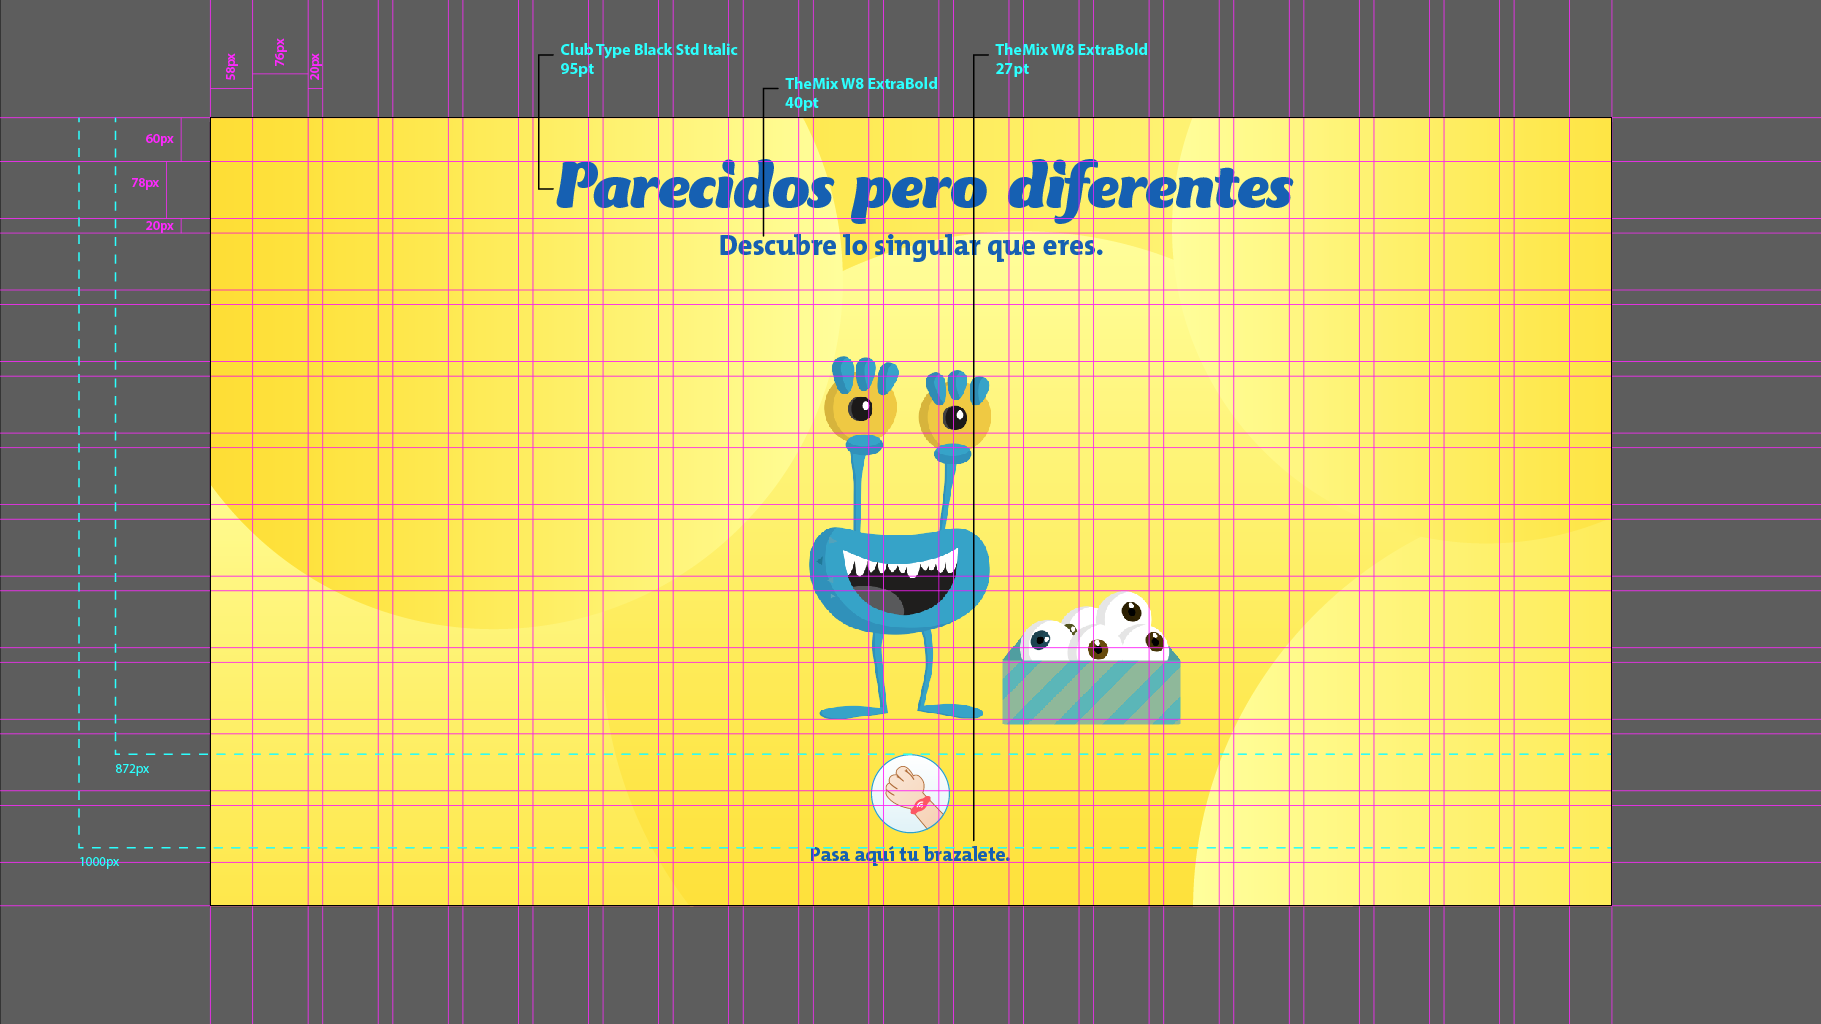 Club Type Black Std Italic
95pt
TheMix W8 ExtraBold
27pt
TheMix W8 ExtraBold
40pt
58px
76px
20px
60px
78px
20px
Parecidos pero diferentes
Descubre lo singular que eres.
872px
1000px
Pasa aquí tu brazalete.